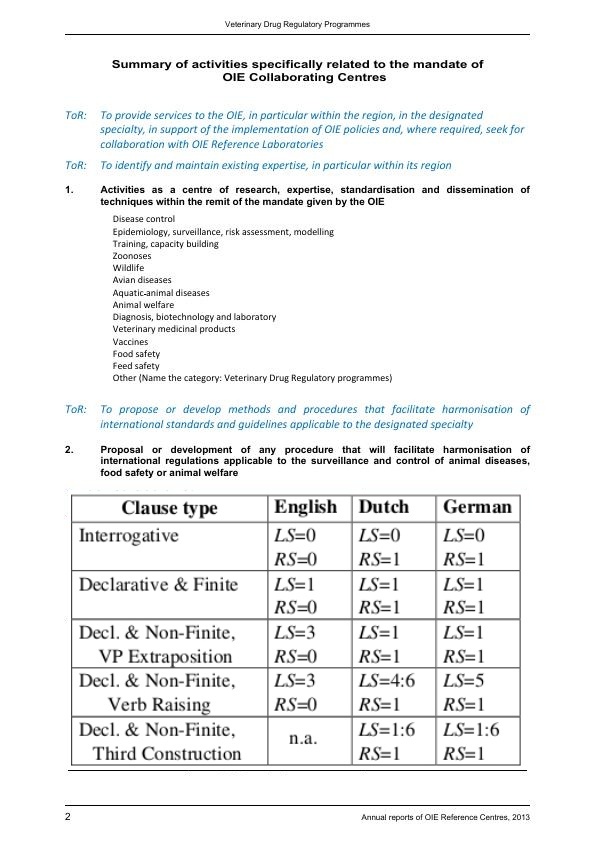 Veterinary Drug Regulatory Programmes
Summary of activities specifically related to the mandate of
OIE Collaborating Centres
ToR: To provide services to the OIE, in particular within the region, in the designated
specialty, in support of the implementation of OIE policies and, where required, seek for
collaboration with OIE Reference Laboratories
ToR: To identify and maintain existing expertise, in particular within its region
1. Activities as a centre of research, expertise, standardisation and dissemination of
techniques within the remit of the mandate given by the OIE
Disease control
Epidemiology, surveillance, risk assessment, modelling
Training, capacity building
Zoonoses
Wildlife
Avian diseases
Aquatic-animal diseases
Animal welfare
Diagnosis, biotechnology and laboratory
Veterinary medicinal products
Vaccines
Food safety
Feed safety
Other (Name the category: Veterinary Drug Regulatory programmes)
ToR: To propose or develop methods and procedures that facilitate harmonisation of
international standards and guidelines applicable to the designated specialty
2. Proposal or development of any procedure that will facilitate harmonisation of
international regulations applicable to the surveillance and control of animal diseases,
food safety or animal welfare
Clause type English Dutch German
Interrogative LS=0 LS=0 LS=0
RS=0 RS=1 RS=1
Declarative & Finite LS=1 LS=1 LS=1
RS=0 RS=1 RS=1
Decl. & Non-Finite, LS=3 LS=1 LS=1
VP Extraposition RS=0 RS=1 RS=1
Decl. & Non-Finite, LS=3 LS=4:6 LS=5
Verb Raising RS=0 RS=1 RS=1
Decl. & Non-Finite, n.a. LS=1:6 LS=1:6
Third Construction RS=1 RS=1
2 Annual reports of OIE Reference Centres, 2013